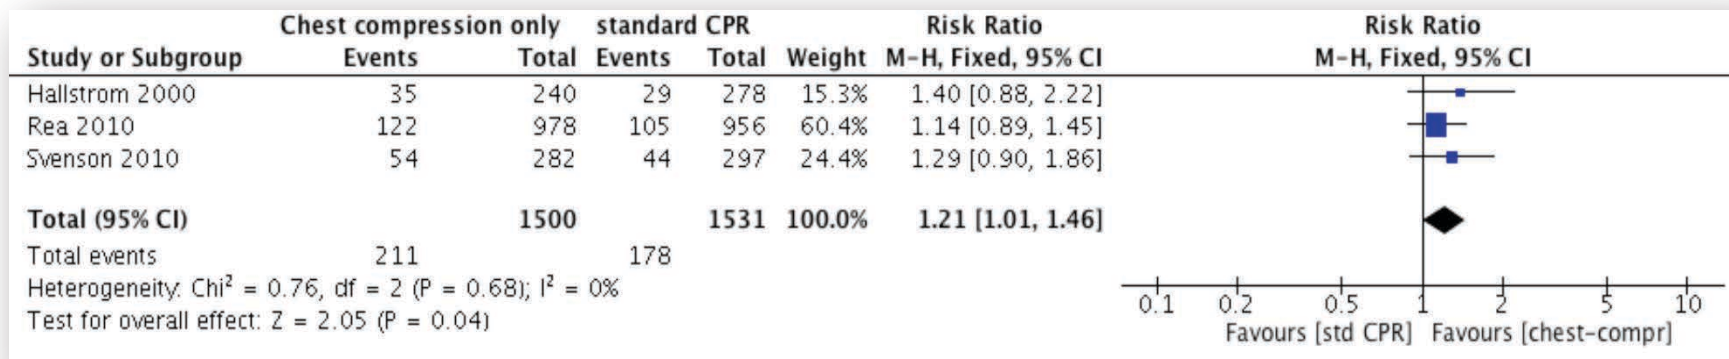 Chest compression only standard CPR Risk Ratio Risk Ratio
Study or Subgroup Events Total Events Total Weight M-H, Fixed, 95% CI M-H, Fixed, 95% CI
Hallstrom 2000 35 240 29 278 15.3% 1.40 [0.88, 2.22]
Rea 2010 122 978 105 956 60.4% 1.14 [0.89, 1.45]
Svenson 2010 54 282 44 297 24.4% 1.29 [0.90, 1.86]
Total (95% CI) 1500 1531 100.0% 1.21 [1.01, 1.46]
Total events 211 178
Heterogeneity: Chi² = 0.76, df = 2 (P = 0.68); I² = 0%
Test for overall effect: Z = 2.05 (P = 0.04)
0.1 0.2 0.5 1 2 5 10
Favours [std CPR] Favours [chest-compr]